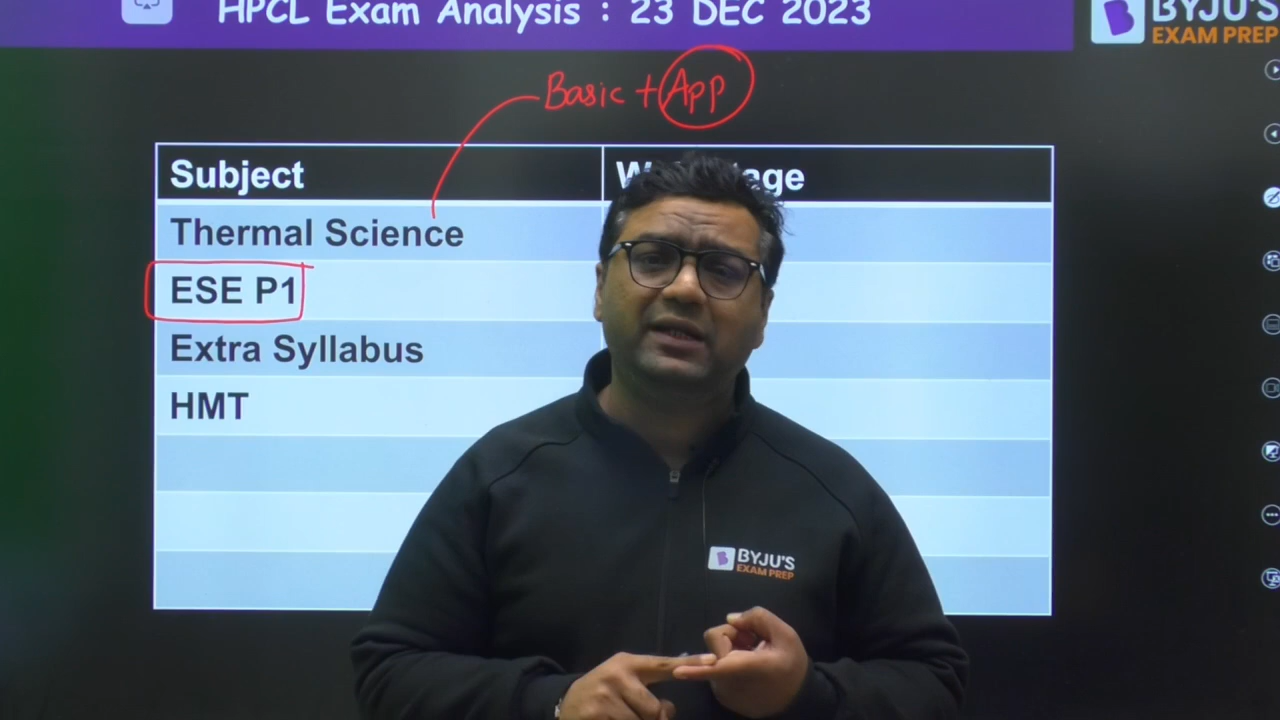 HPCL Exam Analysis : 23 DEC 2023
BYJU'S
EXAM PREP
Basic + App
Subject
Thermal Science
ESE P1
Extra Syllabus
HMT
BYJU'S
EXAM PREP